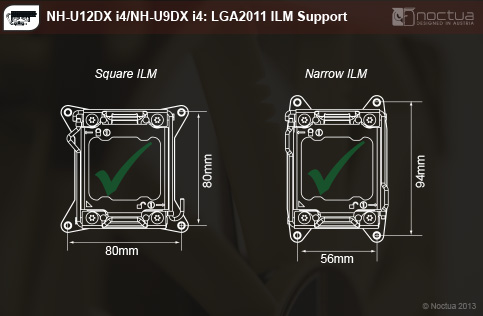 NH-U12DX i4/NH-U9DX i4: LGA2011 ILM Support
noctua
DESIGNED IN AUSTRIA
Square ILM
Narrow ILM
80mm
94mm
80mm
56mm
© Noctua 2013